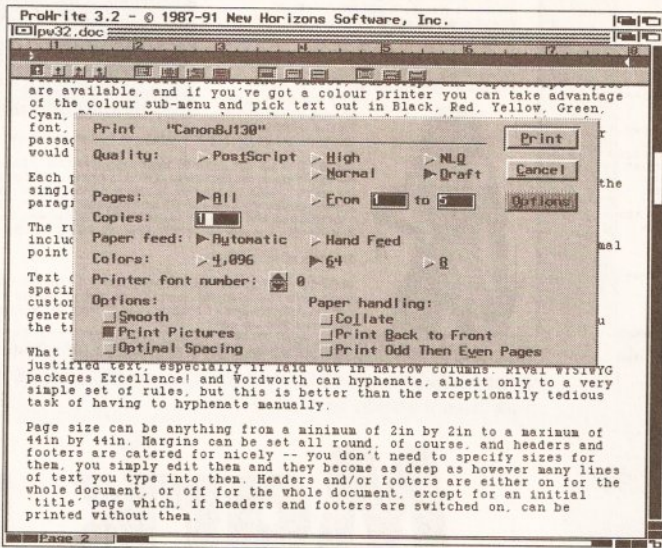 ProWrite 3.2 - © 1987-91 New Horizons Software, Inc.
pw32.doc
1 2 3 4 5 6 7 8
are available, and if you've got a colour printer you can take advantage
of the colour sub-menu and pick text out in Black, Red, Yellow, Green,
Cyan,
font,
passag
would
Each p the
single
paragr
The ru
includ mal
point
Text c
spacin
custom
genere u
the t
What
Print "CanonBJ130"
Print
Quality: PostScript High NLQ
Normal Draft
Cancel
Pages: All From 1 to 5
Options
Copies: 1
Paper feed: Automatic Hand Feed
Colors: 4,096 64 8
Printer font number: 0
Options: Paper handling:
Smooth Collate
Print Pictures Print Back to Front
Optimal Spacing Print Odd Then Even Pages
justified text, especially if laid out in narrow columns. Rival WYSIWYG
packages Excellence! and Wordworth can hyphenate, albeit only to a very
simple set of rules, but this is better than the exceptionally tedious
task of having to hyphenate manually.
Page size can be anything from a minimum of 2in by 2in to a maximum of
44in by 44in. Margins can be set all round, of course, and headers and
footers are catered for nicely -- you don't need to specify sizes for
them, you simply edit them and they become as deep as however many lines
of text you type into them. Headers and/or footers are either on for the
whole document, or off for the whole document, except for an initial
`title' page which, if headers and footers are switched on, can be
printed without them.
Page 2